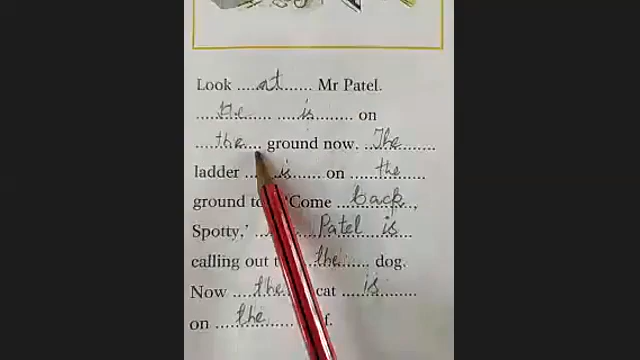 Look ....at...... Mr Patel.
He is on
the ground now. The
ladder is on the
ground to 'Come back,
Spotty,' Patel is
calling out the dog.
Now the cat is
on the f.